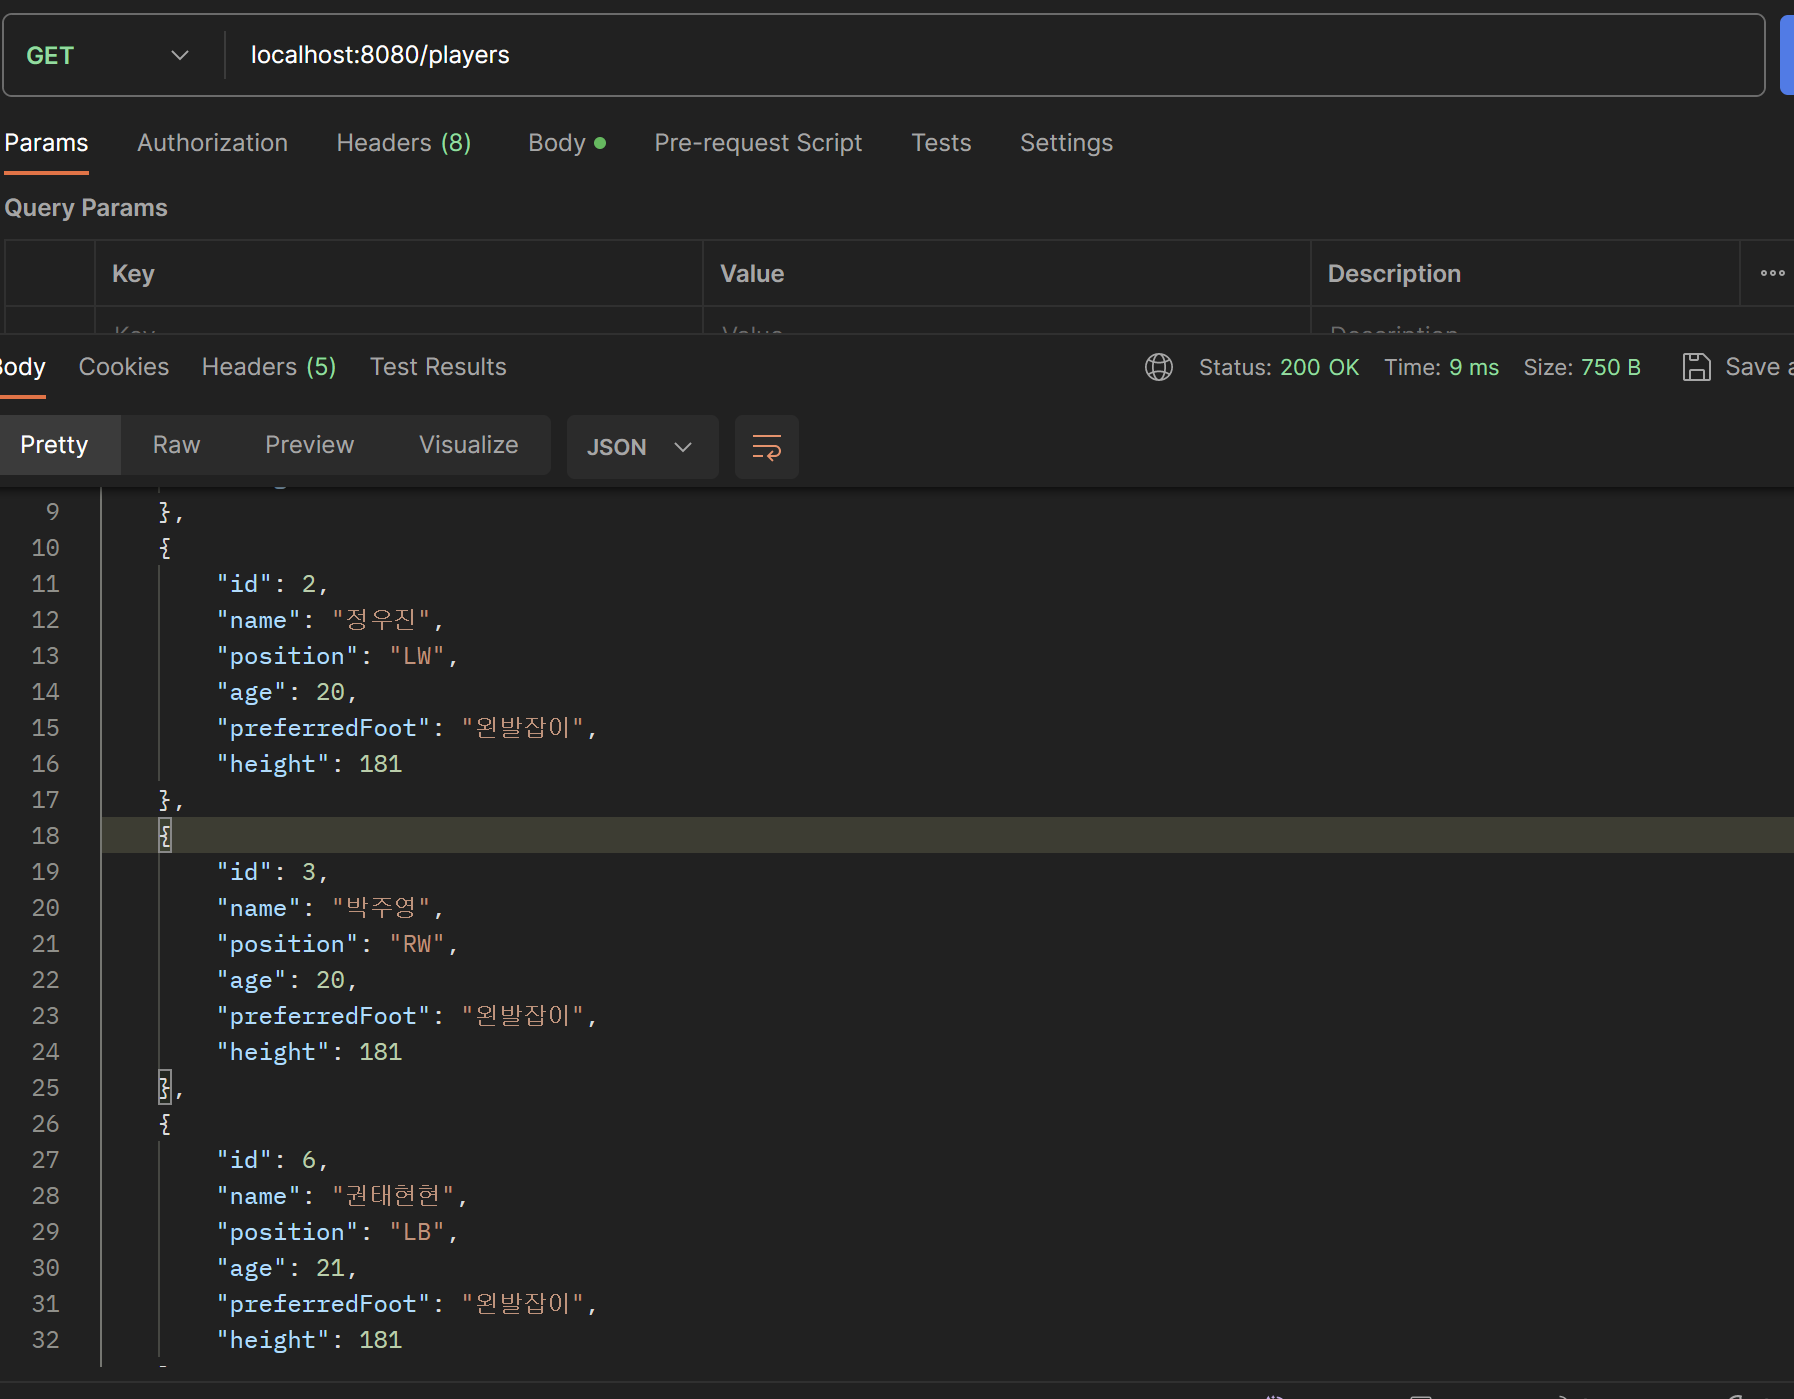 GET localhost:8080/players
Params Authorization Headers (8) Body Pre-request Script Tests Settings
Query Params
Key Value Description
Key Value Description
Body Cookies Headers (5) Test Results Status: 200 OK Time: 9 ms Size: 750 B Save
Pretty Raw Preview Visualize JSON
9 },
10 {
11 "id": 2,
12 "name": "정우진",
13 "position": "LW",
14 "age": 20,
15 "preferredFoot": "왼발잡이",
16 "height": 181
17 },
18 {
19 "id": 3,
20 "name": "박주영",
21 "position": "RW",
22 "age": 20,
23 "preferredFoot": "왼발잡이",
24 "height": 181
25 },
26 {
27 "id": 6,
28 "name": "권태현현",
29 "position": "LB",
30 "age": 21,
31 "preferredFoot": "왼발잡이",
32 "height": 181